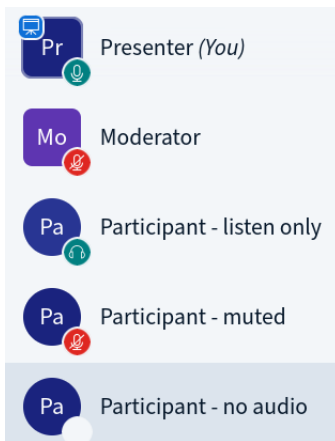 Pr Presenter (You)
Mo Moderator
Pa Participant - listen only
Pa Participant - muted
Pa Participant - no audio